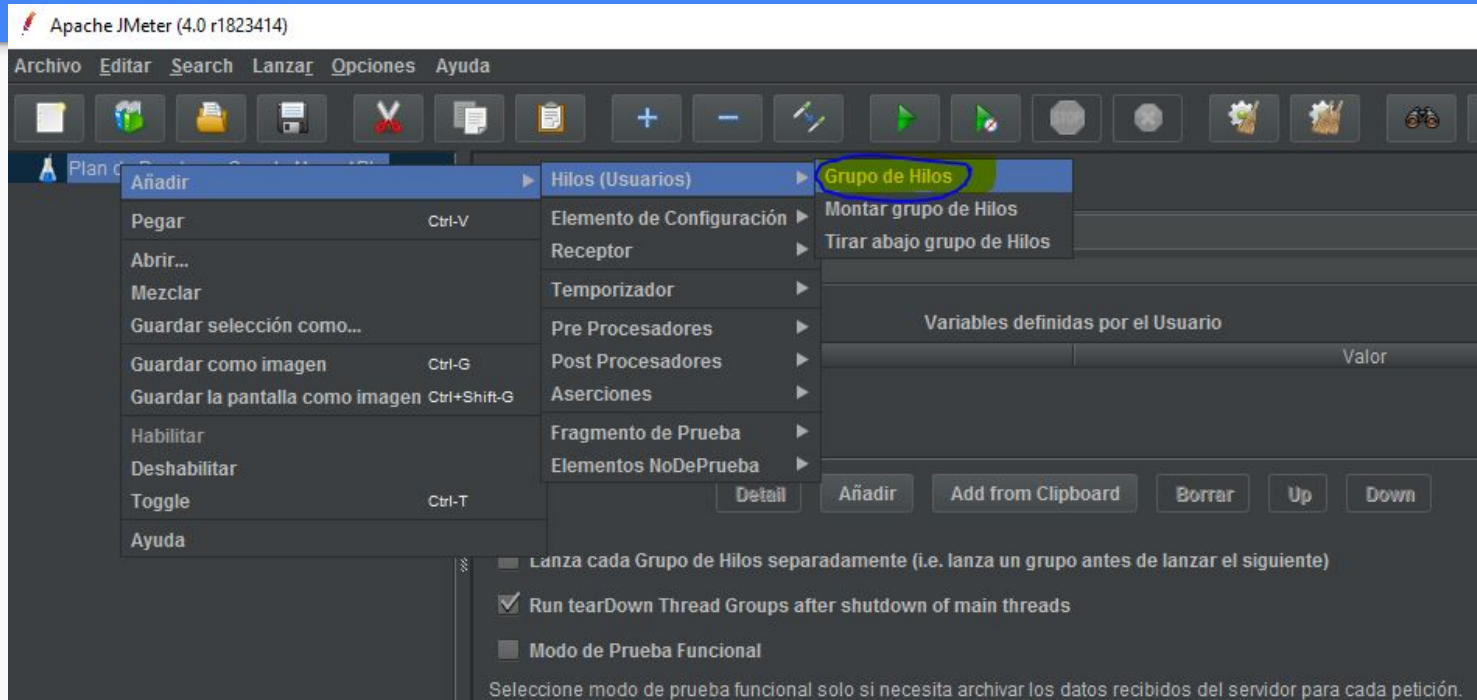 Apache JMeter (4.0 r1823414)
Archivo Editar Search Lanzar Opciones Ayuda
STOP
Plan
Añadir
Pegar Ctrl-V
Abrir...
Mezclar
Guardar selección como...
Guardar como imagen Ctrl-G
Guardar la pantalla como imagen Ctrl+Shift-G
Habilitar
Deshabilitar
Toggle Ctrl-T
Ayuda
Hilos (Usuarios)
Elemento de Configuración
Receptor
Temporizador
Pre Procesadores
Post Procesadores
Aserciones
Fragmento de Prueba
Elementos NoDePrueba
Grupo de Hilos
Montar grupo de Hilos
Tirar abajo grupo de Hilos
Variables definidas por el Usuario
Valor
Detail Añadir Add from Clipboard Borrar Up Down
Lanza cada Grupo de Hilos separadamente (i.e. lanza un grupo antes de lanzar el siguiente)
Run tearDown Thread Groups after shutdown of main threads
Modo de Prueba Funcional
Seleccione modo de prueba funcional solo si necesita archivar los datos recibidos del servidor para cada petición.